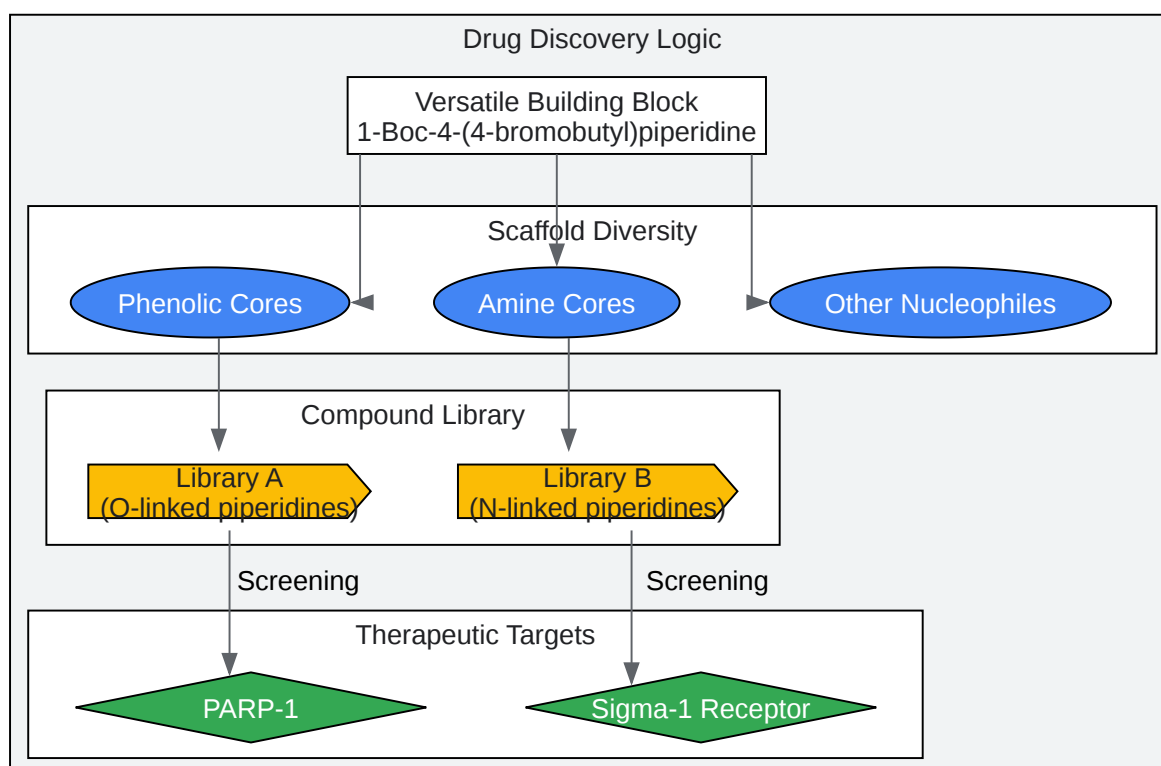 Drug Discovery Logic
Versatile Building Block
1-Boc-4-(4-bromobutyl)piperidine
Scaffold Diversity
Phenolic Cores
Amine Cores
Other Nucleophiles
Compound Library
Library A
(O-linked piperidines)
Library B
(N-linked piperidines)
Screening
Screening
Therapeutic Targets
PARP-1
Sigma-1 Receptor